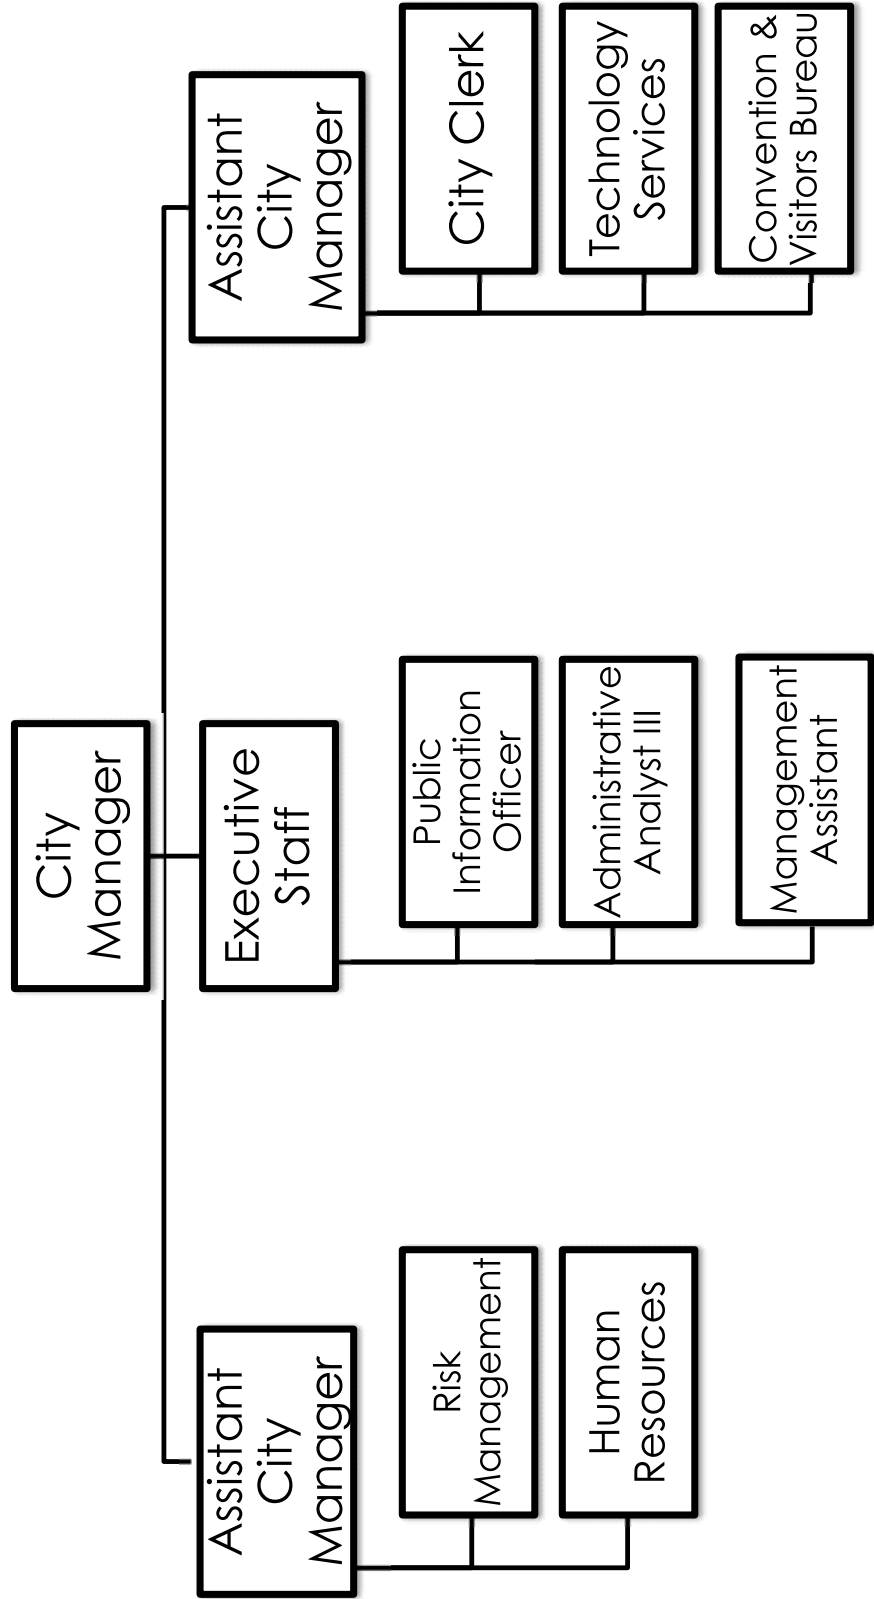 City
Manager
Assistant
City
Manager
Risk
Management
Human
Resources
Executive
Staff
Public
Information
Officer
Administrative
Analyst III
Management
Assistant
Assistant
City
Manager
City Clerk
Technology
Services
Convention &
Visitors Bureau